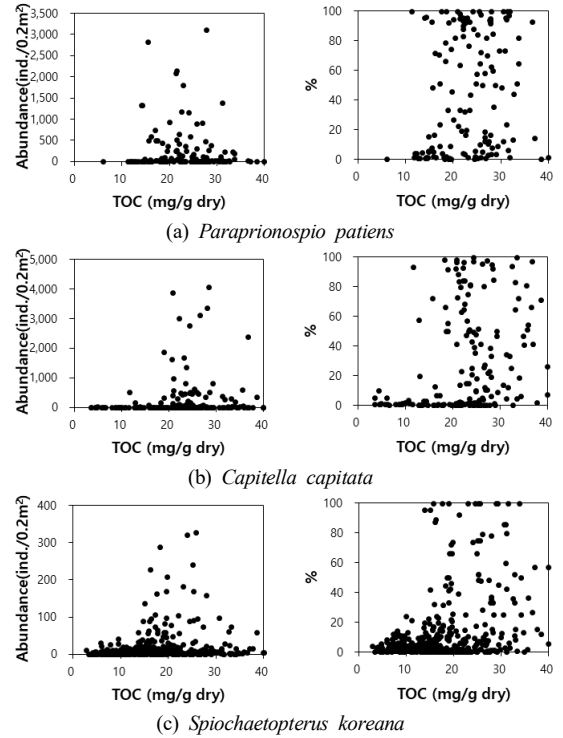 Abundance(ind./0.2m²)
3,500
3,000
2,500
2,000
1,500
1,000
500
0
0 10 20 30 40
TOC (mg/g dry)
%
100
80
60
40
20
0
0 10 20 30 40
TOC (mg/g dry)
(a) Paraprionospio patiens
Abundance(ind./0.2m²)
5,000
4,000
3,000
2,000
1,000
0
0 10 20 30 40
TOC (mg/g dry)
%
100
80
60
40
20
0
0 10 20 30 40
TOC (mg/g dry)
(b) Capitella capitata
Abundance(ind./0.2m²)
400
300
200
100
0
0 10 20 30 40
TOC (mg/g dry)
%
100
80
60
40
20
0
0 10 20 30 40
TOC (mg/g dry)
(c) Spiochaetopterus koreana